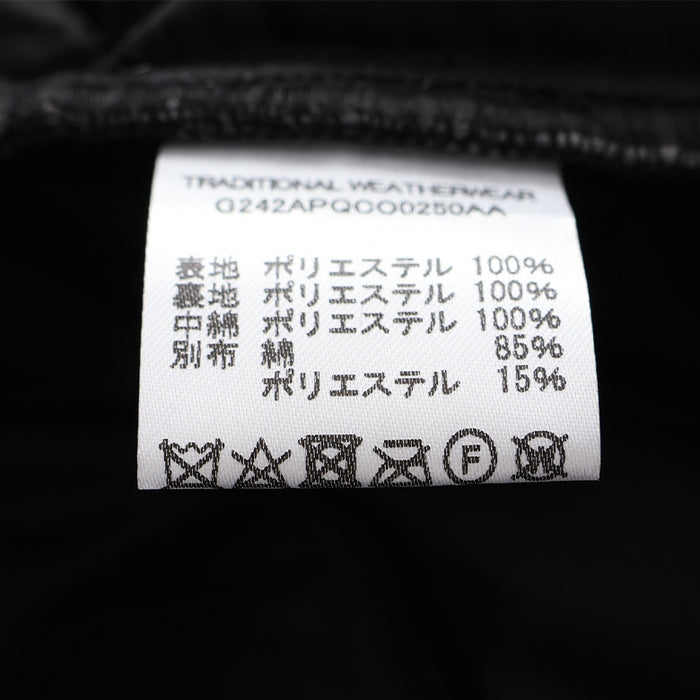 TRADITIONAL WEATHERWEAR
G242APQCO0250AA
表地 ポリエステル 100%
裏地 ポリエステル 100%
中綿 ポリエステル 100%
別布 綿 85%
ポリエステル 15%
F
W